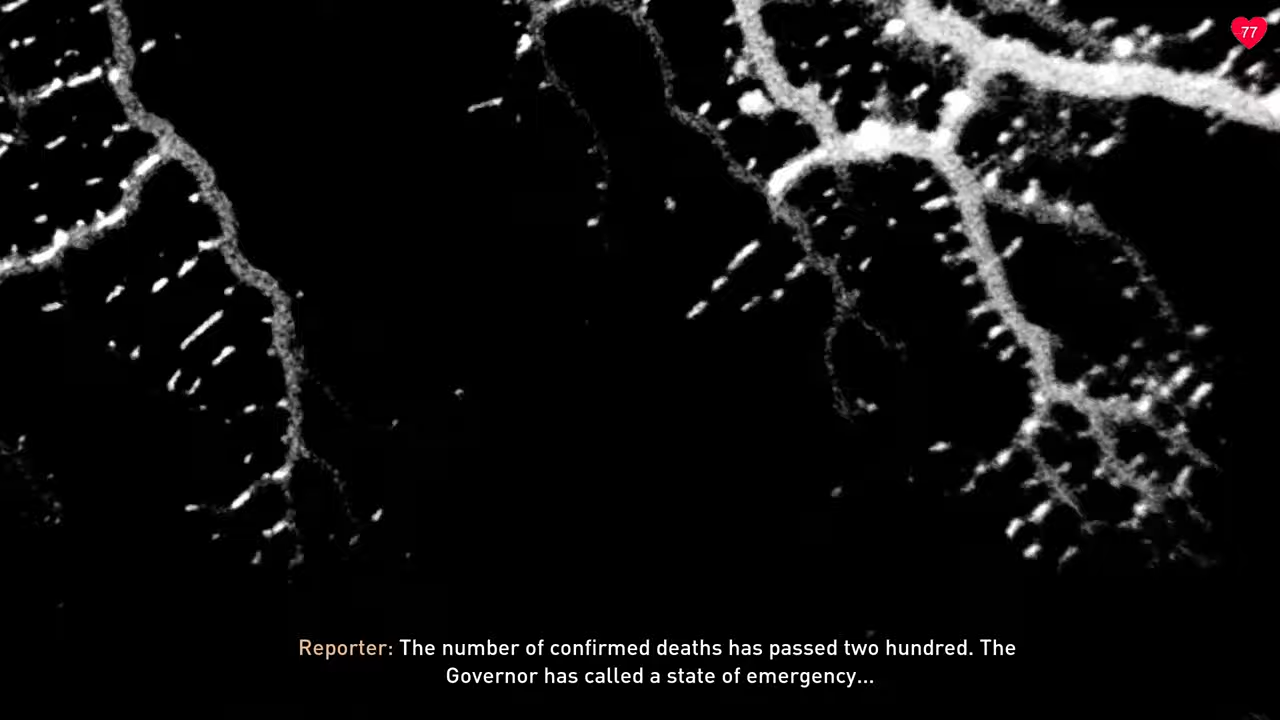 77
Reporter: The number of confirmed deaths has passed two hundred. The
Governor has called a state of emergency...